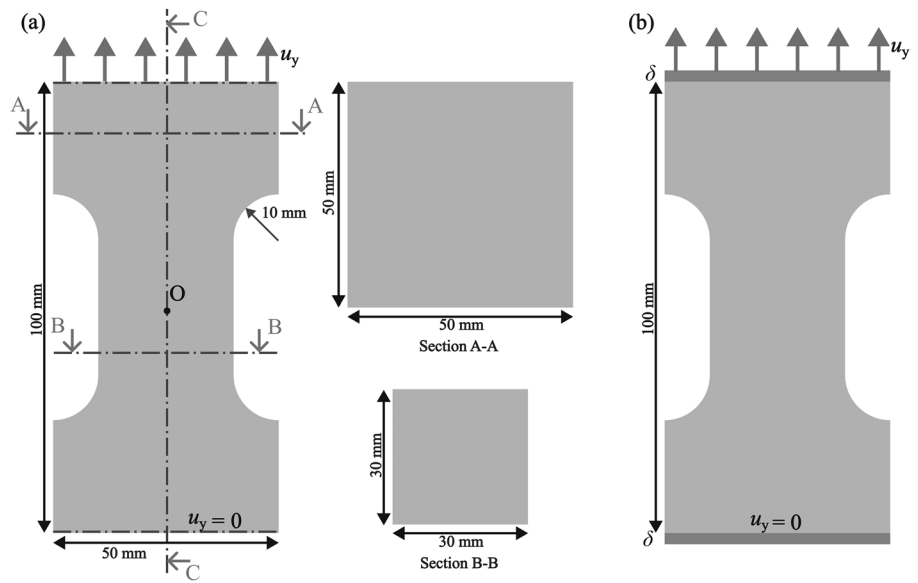 (a)
C
u_y
A
A
10 mm
100 mm
O
B
B
u_y = 0
50 mm
C
50 mm
50 mm
Section A-A
30 mm
30 mm
Section B-B
(b)
u_y
δ
100 mm
u_y = 0
δ